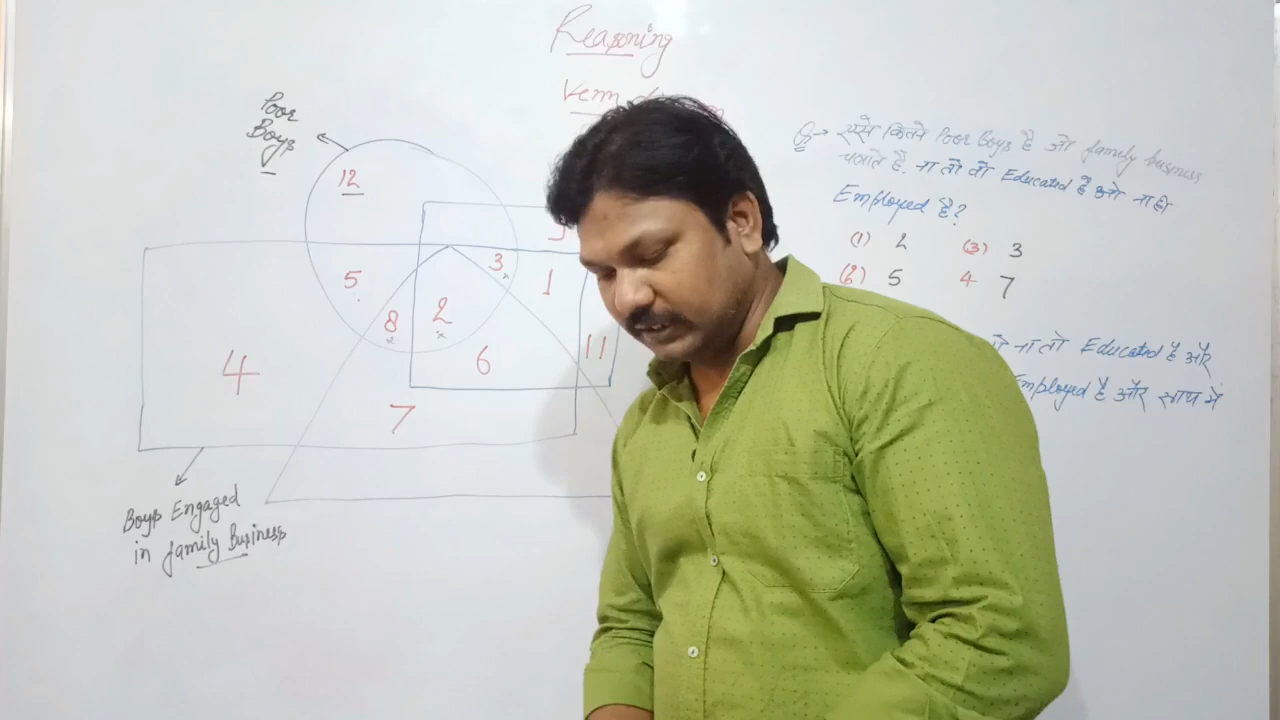 Reasoning
Venn
Poor
Boys
12
5
3
1
8
2
6
11
4
7
Boys Engaged
in family Business
Q→ ऐसे कितने Poor Boys है जो family business
चलाते है. ना तो वो Educated है और ना ही
Employed है?
(1) 2 (3) 3
(2) 5 4 7
ना तो Educated है और
Employed है और साथ में